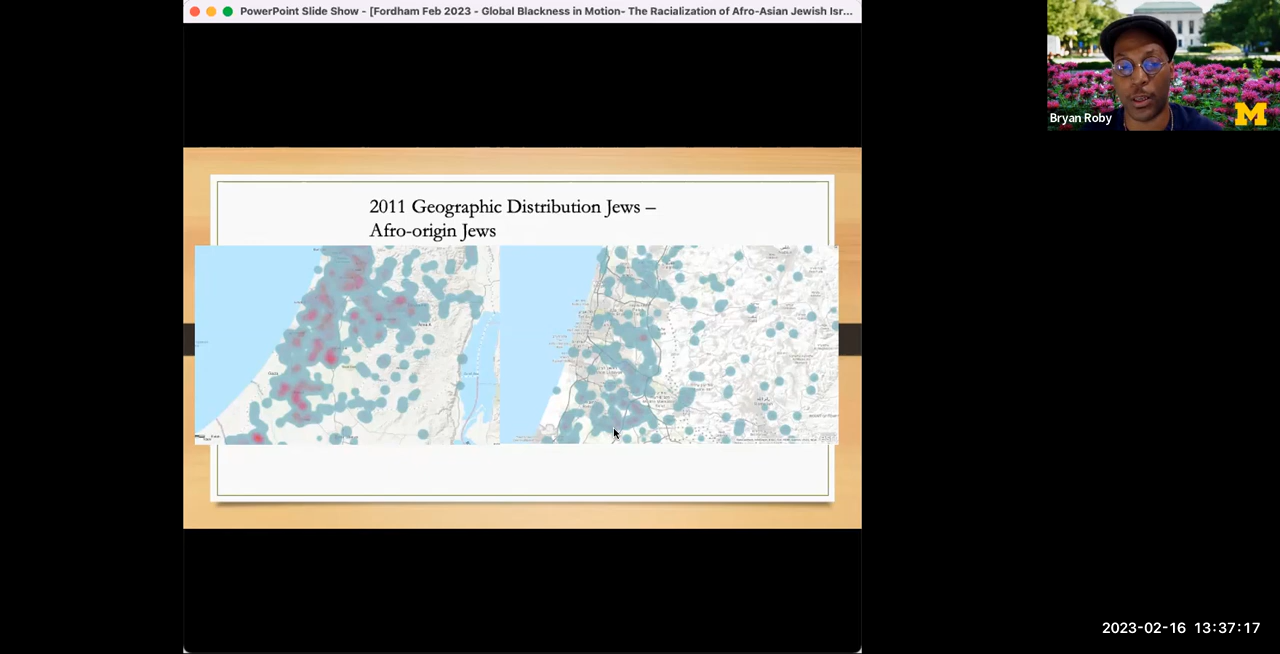 PowerPoint Slide Show - [Fordham Feb 2023 - Global Blackness in Motion- The Racialization of Afro-Asian Jewish Isr...
Bryan Roby
M
2011 Geographic Distribution Jews –
Afro-origin Jews
2023-02-16 13:37:17